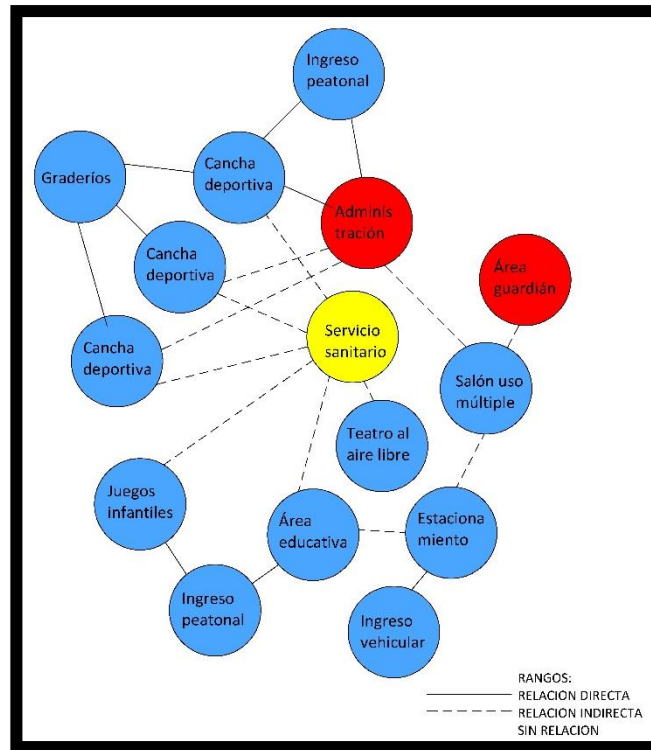 Ingreso
peatonal
Cancha
deportiva
Graderíos
Adminis
tración
Cancha
deportiva
Área
guardián
Cancha
deportiva
Servicio
sanitario
Salón uso
múltiple
Teatro al
aire libre
Juegos
infantiles
Área
educativa
Estaciona
miento
Ingreso
peatonal
Ingreso
vehicular
RANGOS:
RELACION DIRECTA
RELACION INDIRECTA
SIN RELACION